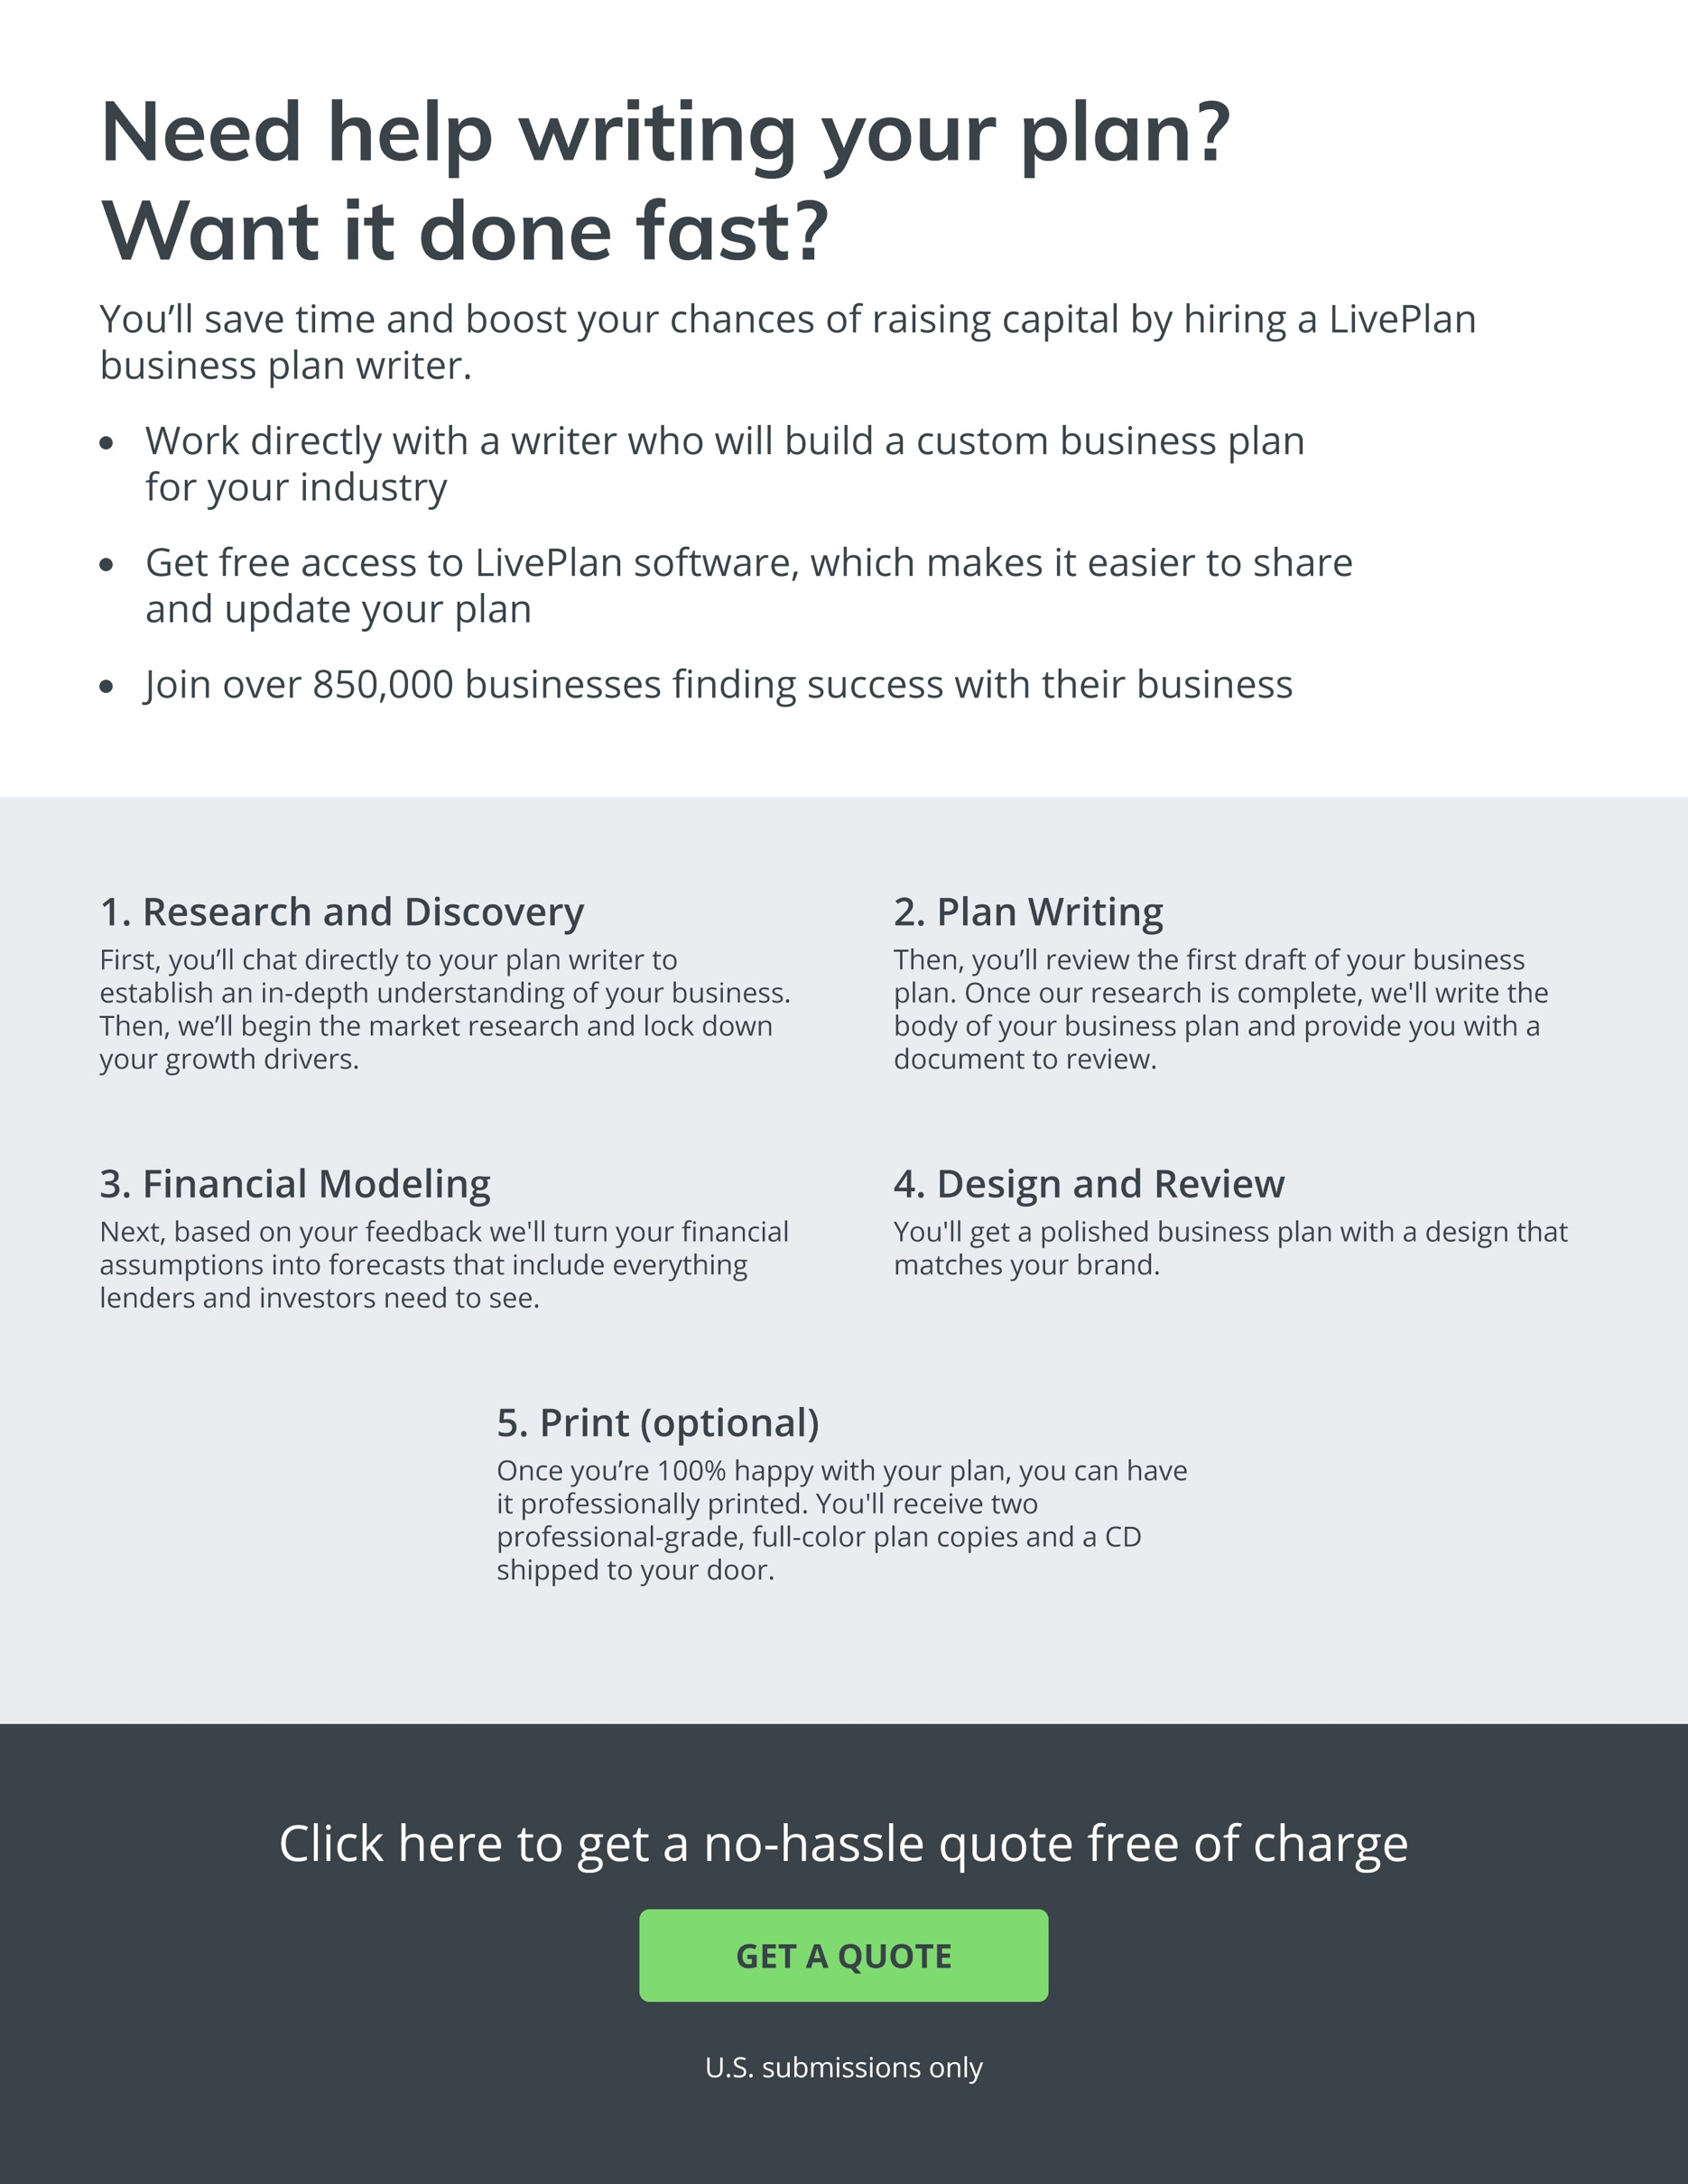 Need help writing your plan?
Want it done fast?
You’ll save time and boost your chances of raising capital by hiring a LivePlan
business plan writer.
• Work directly with a writer who will build a custom business plan
for your industry
• Get free access to LivePlan software, which makes it easier to share
and update your plan
• Join over 850,000 businesses finding success with their business
1. Research and Discovery
First, you’ll chat directly to your plan writer to
establish an in-depth understanding of your business.
Then, we’ll begin the market research and lock down
your growth drivers.
2. Plan Writing
Then, you’ll review the first draft of your business
plan. Once our research is complete, we'll write the
body of your business plan and provide you with a
document to review.
3. Financial Modeling
Next, based on your feedback we'll turn your financial
assumptions into forecasts that include everything
lenders and investors need to see.
4. Design and Review
You'll get a polished business plan with a design that
matches your brand.
5. Print (optional)
Once you’re 100% happy with your plan, you can have
it professionally printed. You'll receive two
professional-grade, full-color plan copies and a CD
shipped to your door.
Click here to get a no-hassle quote free of charge
GET A QUOTE
U.S. submissions only